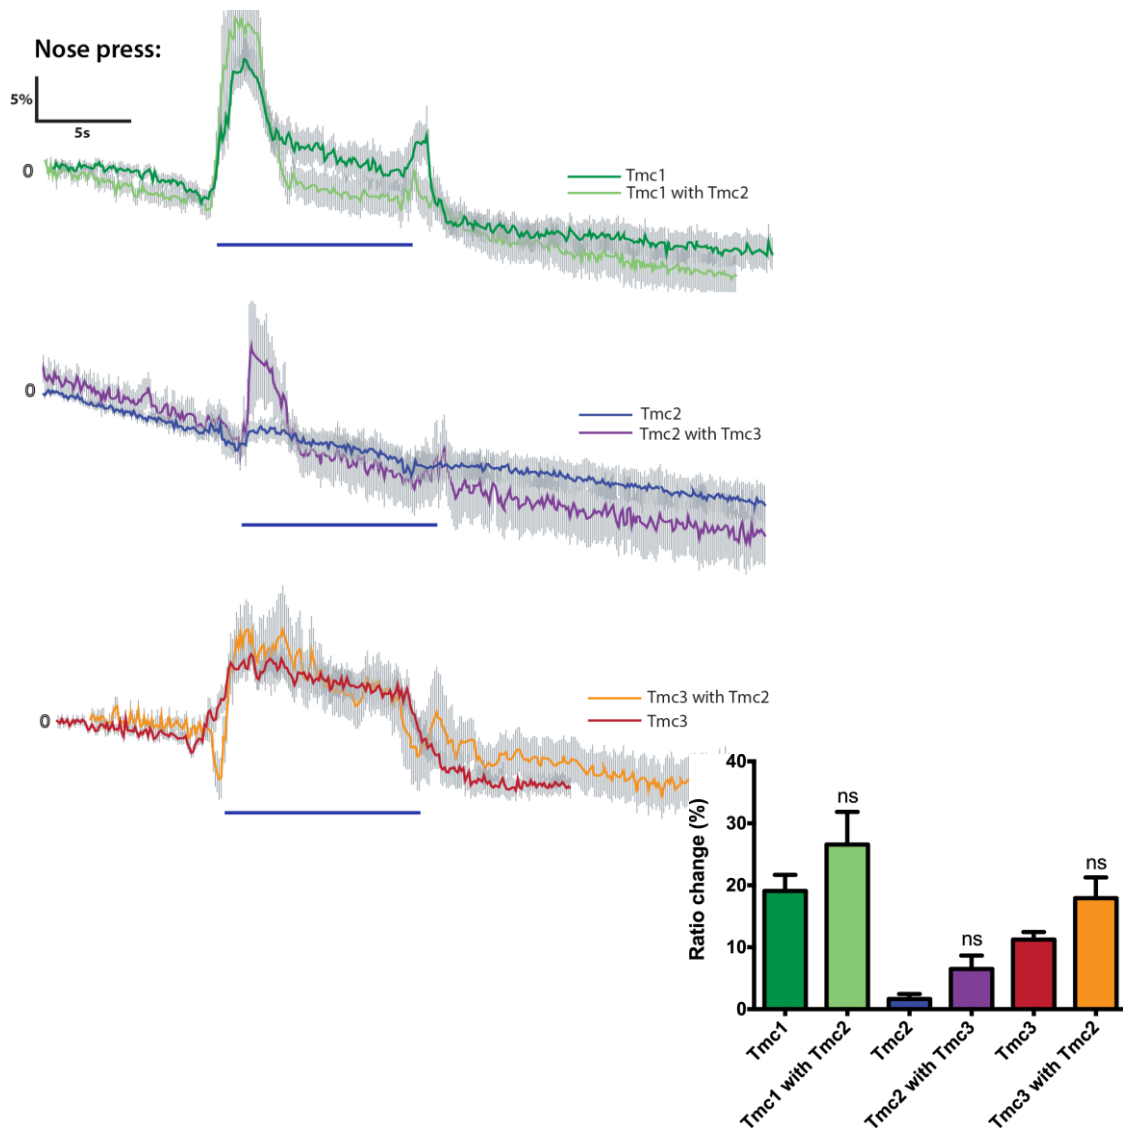 Nose press:
5%
5s
0
Tmc1
Tmc1 with Tmc2
0
Tmc2
Tmc2 with Tmc3
0
Tmc3 with Tmc2
Tmc3
Ratio change (%)
40
30
20
10
0
ns
ns
ns
Tmc1
Tmc1 with Tmc2
Tmc2
Tmc2 with Tmc3
Tmc3
Tmc3 with Tmc2